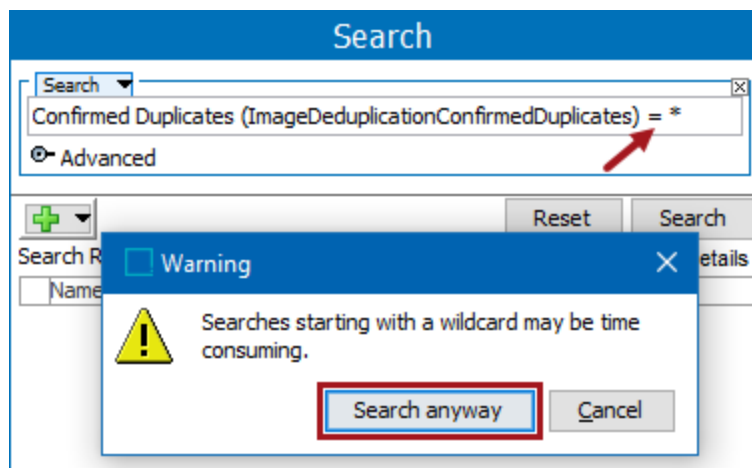 Search
Search
Confirmed Duplicates (ImageDeduplicationConfirmedDuplicates) = *
Advanced
Reset
Search
Search R
etails
Name
Warning
Searches starting with a wildcard may be time
consuming.
Search anyway
Cancel